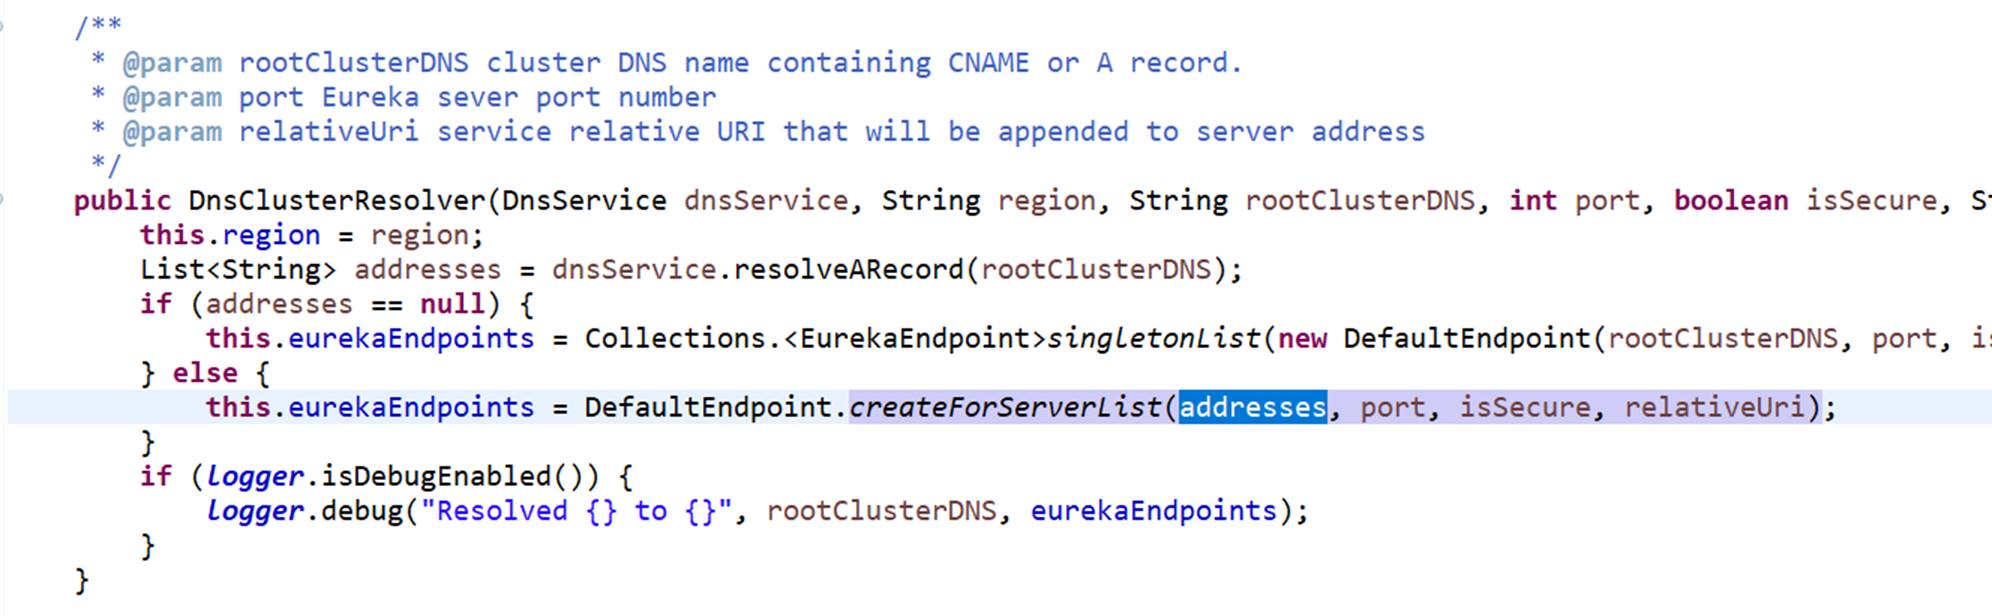 /**
 * @param rootClusterDNS cluster DNS name containing CNAME or A record.
 * @param port Eureka sever port number
 * @param relativeUri service relative URI that will be appended to server address
 */
public DnsClusterResolver(DnsService dnsService, String region, String rootClusterDNS, int port, boolean isSecure, St
    this.region = region;
    List<String> addresses = dnsService.resolveARecord(rootClusterDNS);
    if (addresses == null) {
        this.eurekaEndpoints = Collections.<EurekaEndpoint>singletonList(new DefaultEndpoint(rootClusterDNS, port, is
    } else {
        this.eurekaEndpoints = DefaultEndpoint.createForServerList(addresses, port, isSecure, relativeUri);
    }
    if (logger.isDebugEnabled()) {
        logger.debug("Resolved {} to {}", rootClusterDNS, eurekaEndpoints);
    }
}